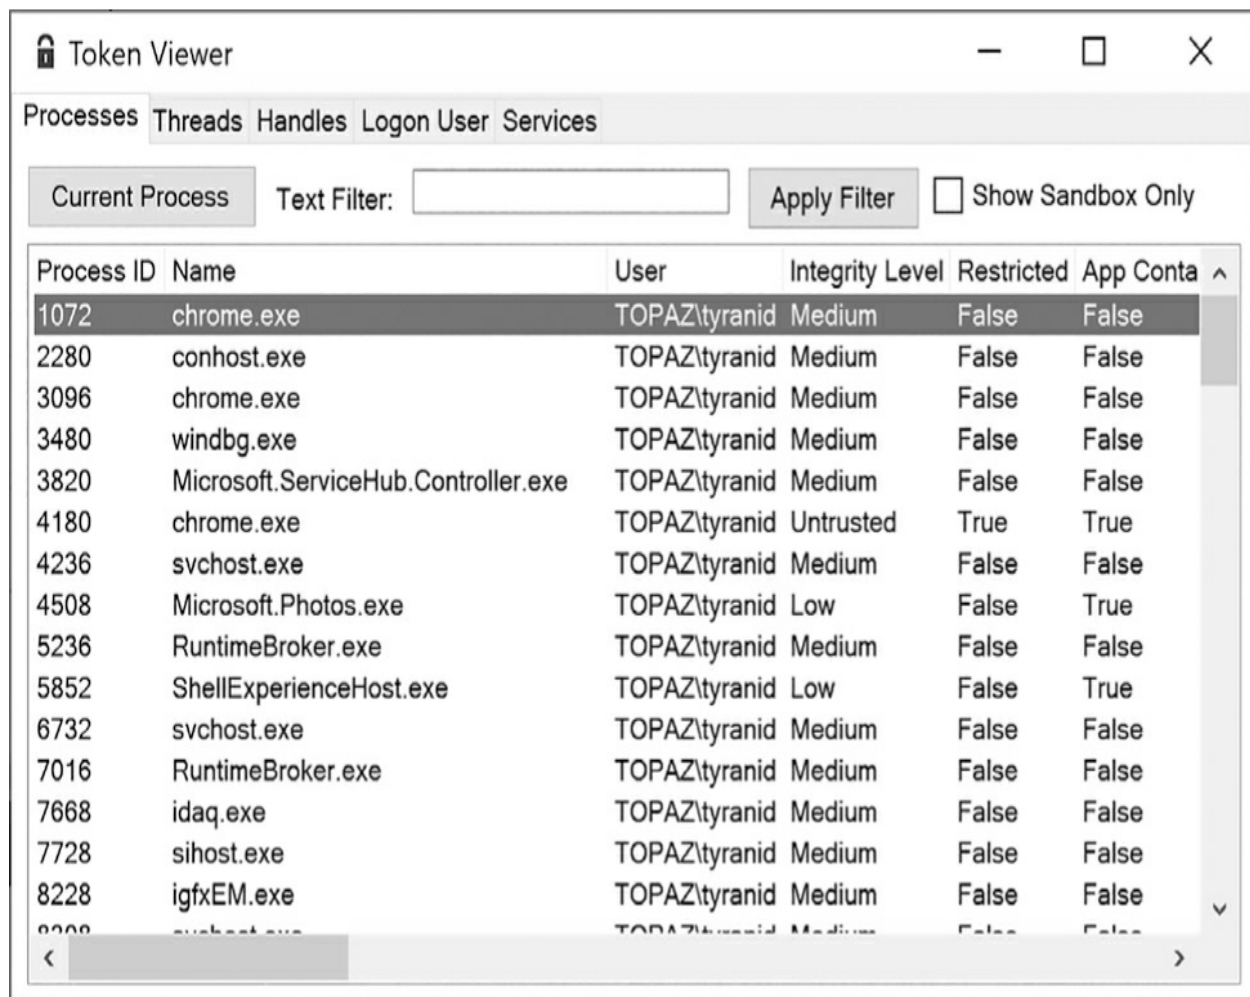 Token Viewer
Processes Threads Handles Logon User Services
Current Process Text Filter: Apply Filter Show Sandbox Only
Process ID Name User Integrity Level Restricted App Conta
1072 chrome.exe TOPAZ\tyranid Medium False False
2280 conhost.exe TOPAZ\tyranid Medium False False
3096 chrome.exe TOPAZ\tyranid Medium False False
3480 windbg.exe TOPAZ\tyranid Medium False False
3820 Microsoft.ServiceHub.Controller.exe TOPAZ\tyranid Medium False False
4180 chrome.exe TOPAZ\tyranid Untrusted True True
4236 svchost.exe TOPAZ\tyranid Medium False False
4508 Microsoft.Photos.exe TOPAZ\tyranid Low False True
5236 RuntimeBroker.exe TOPAZ\tyranid Medium False False
5852 ShellExperienceHost.exe TOPAZ\tyranid Low False True
6732 svchost.exe TOPAZ\tyranid Medium False False
7016 RuntimeBroker.exe TOPAZ\tyranid Medium False False
7668 idaq.exe TOPAZ\tyranid Medium False False
7728 sihost.exe TOPAZ\tyranid Medium False False
8228 igfxEM.exe TOPAZ\tyranid Medium False False